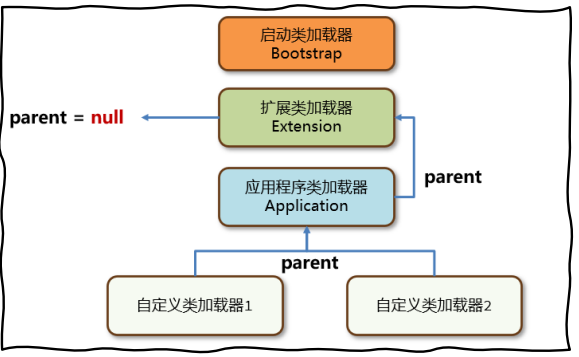 启动类加载器
Bootstrap
扩展类加载器
Extension
parent = null
parent
应用程序类加载器
Application
parent
自定义类加载器1
自定义类加载器2